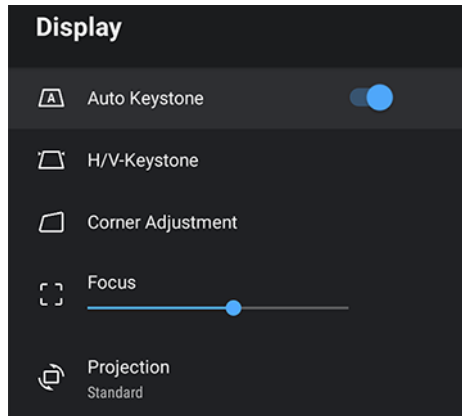 Display
A
Auto Keystone
H/V-Keystone
Corner Adjustment
Focus
Projection
Standard